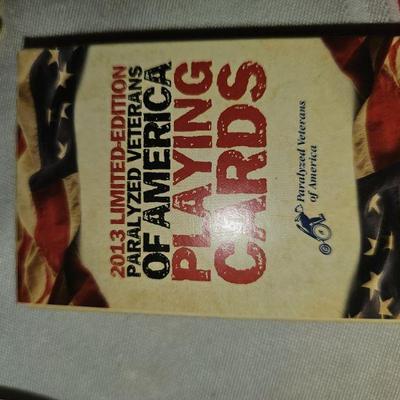 2013 LIMITED-EDITION
PARALYZED VETERANS
OF AMERICA
PLAYING
CARDS
Paralyzed Veterans
of America